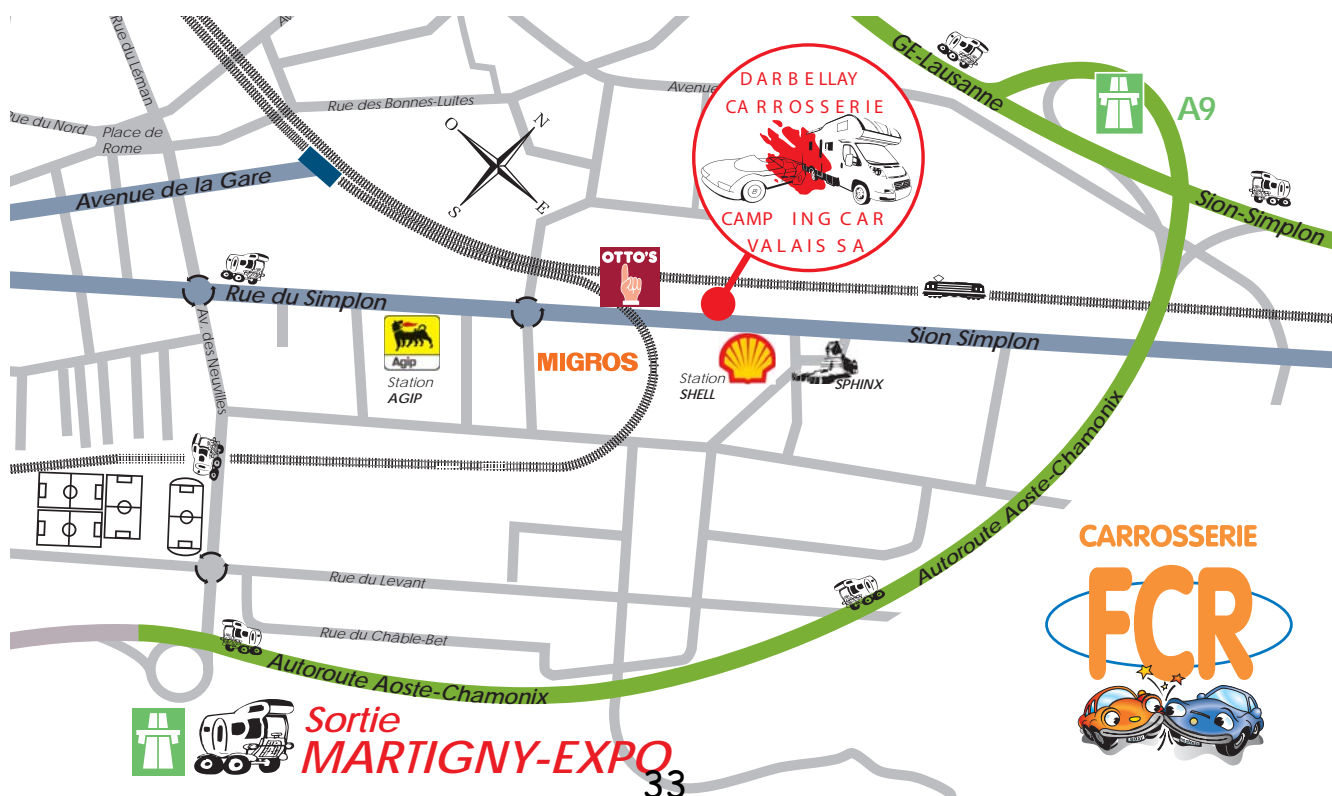 Rue du Léman
A
Rue du Nord
Place de
Rome
Rue des Bonnes-Luites
Avenue
DARBELLAY
CARROSSERIE
CAMP ING CAR
VALAIS SA
GE-Lausanne
A9
Sion-Simplon
O
N
S
E
Avenue de la Gare
OTTO'S
Rue du Simplon
Sion Simplon
Av. des Neuvilles
Agip
Station
AGIP
MIGROS
Station
SHELL
SPHINX
Autoroute Aoste-Chamonix
Rue du Levant
Rue du Châble-Bet
Autoroute Aoste-Chamonix
CARROSSERIE
FCR
Sortie
MARTIGNY-EXPO
33